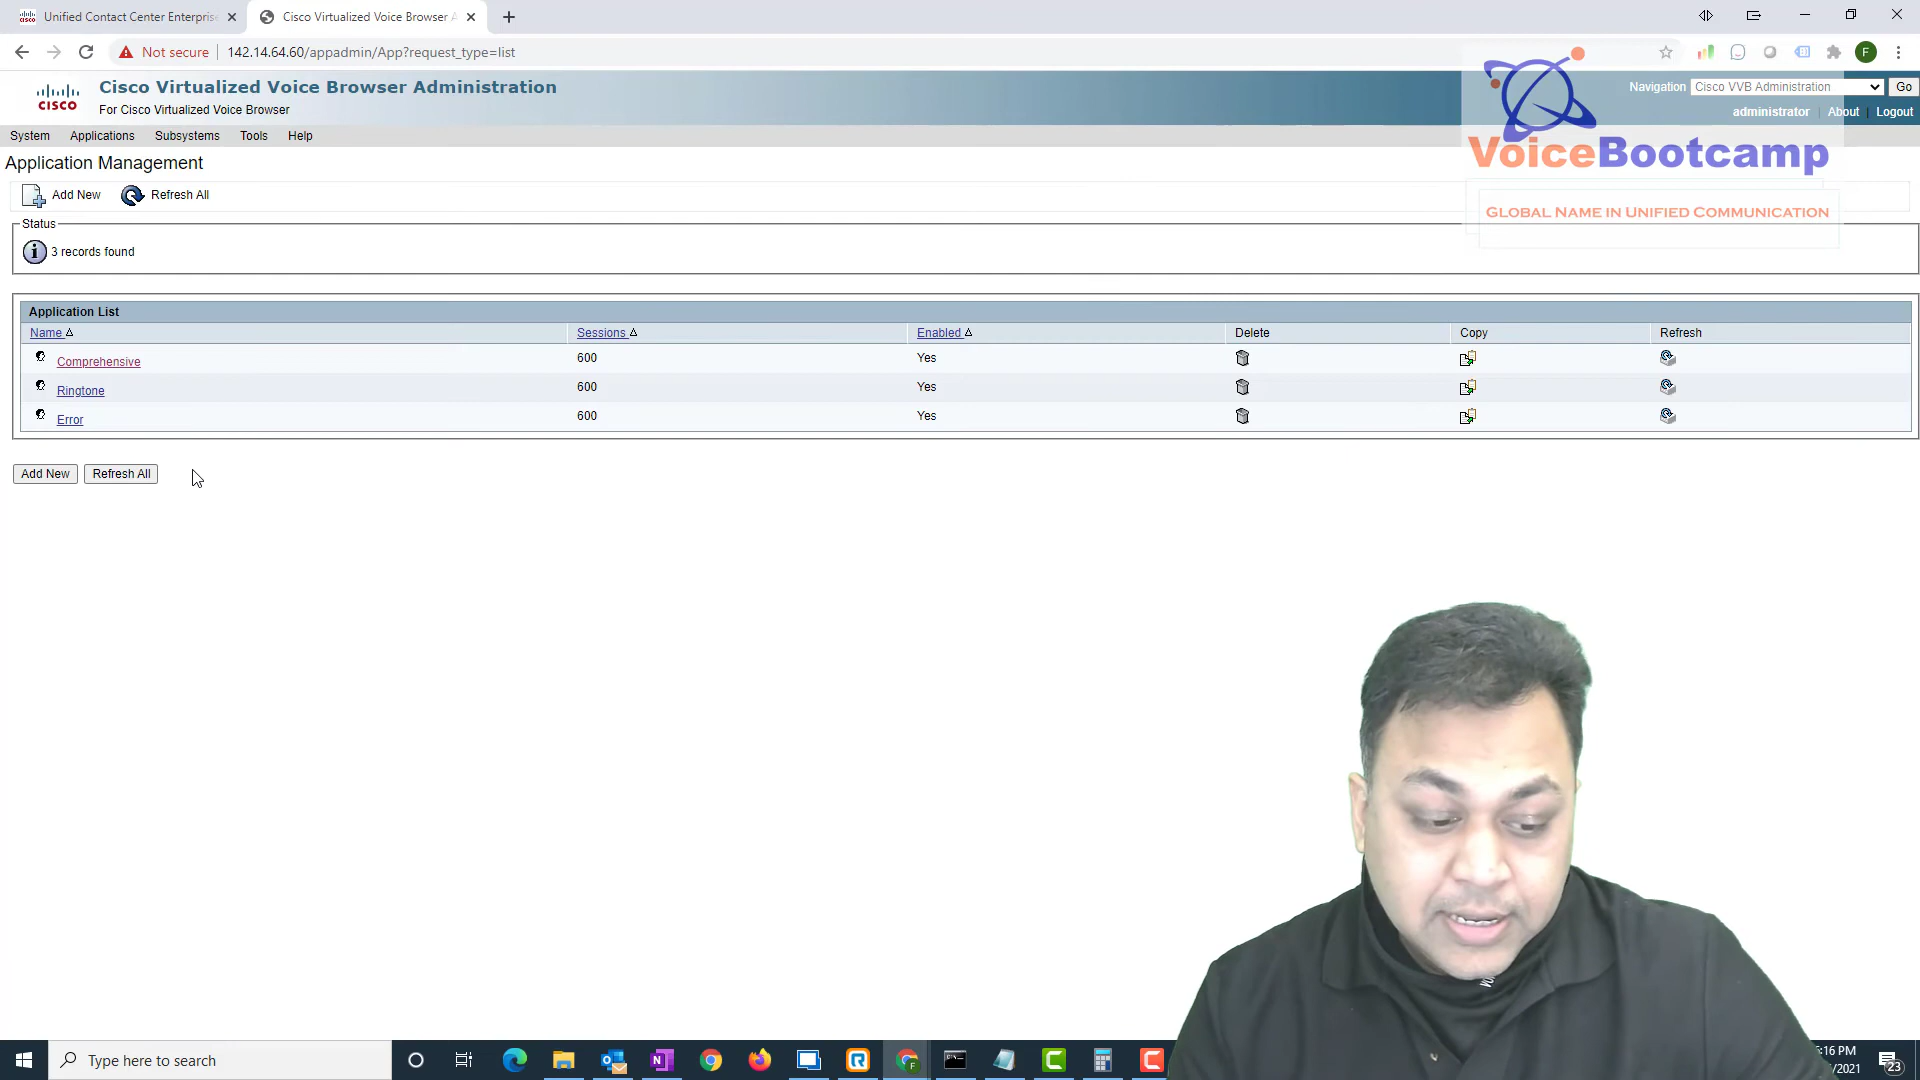 Unified Contact Center Enterpris
Cisco Virtualized Voice Browser A
Not secure
142.14.64.60/appadmin/App?request_type=list
F
CISCO
Cisco Virtualized Voice Browser Administration
For Cisco Virtualized Voice Browser
Navigation Cisco VVB Administration Go
administrator | About | Logout
System Applications Subsystems Tools Help
VoiceBootcamp
GLOBAL NAME IN UNIFIED COMMUNICATION
Application Management
Add New Refresh All
Status
3 records found
Application List
Name Sessions Enabled Delete Copy Refresh
Comprehensive 600 Yes
Ringtone 600 Yes
Error 600 Yes
Add New Refresh All
Type here to search
:16 PM
/2021
23